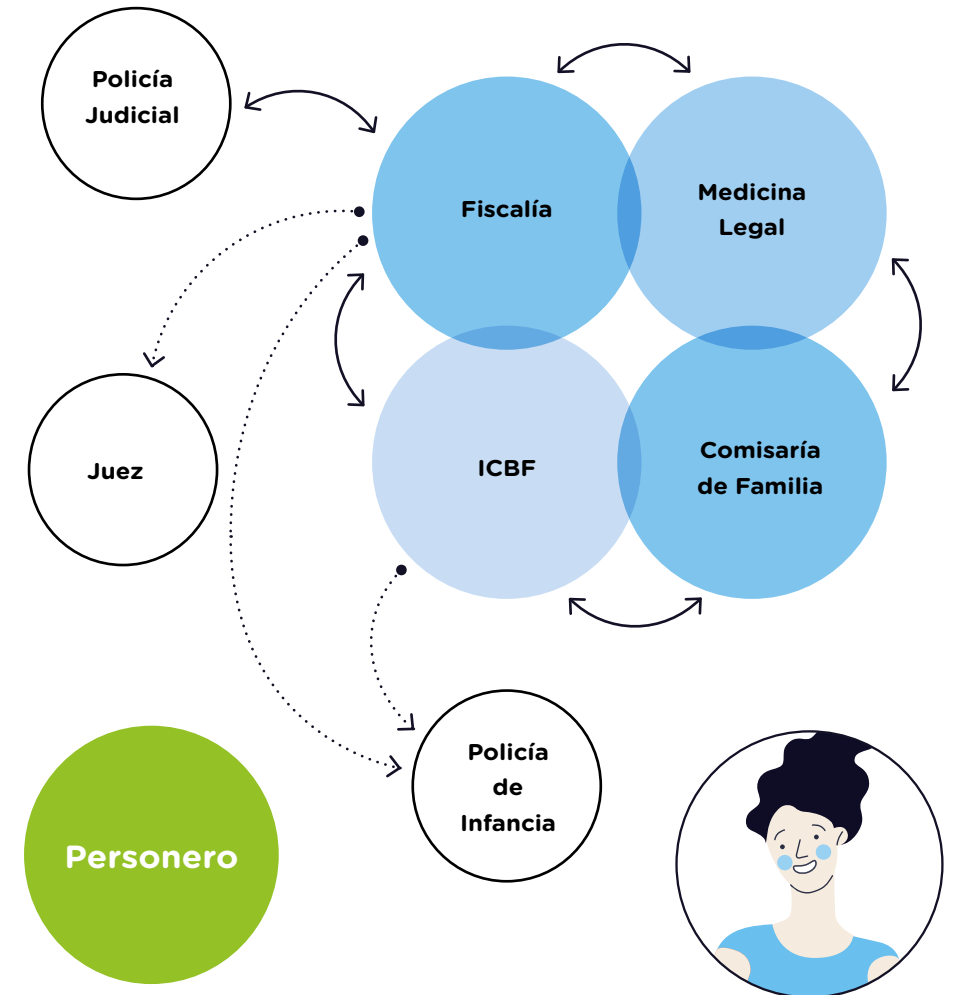 Policía
Judicial
Fiscalía
Medicina
Legal
Juez
ICBF
Comisaría
de Familia
Policía
de
Infancia
Personero